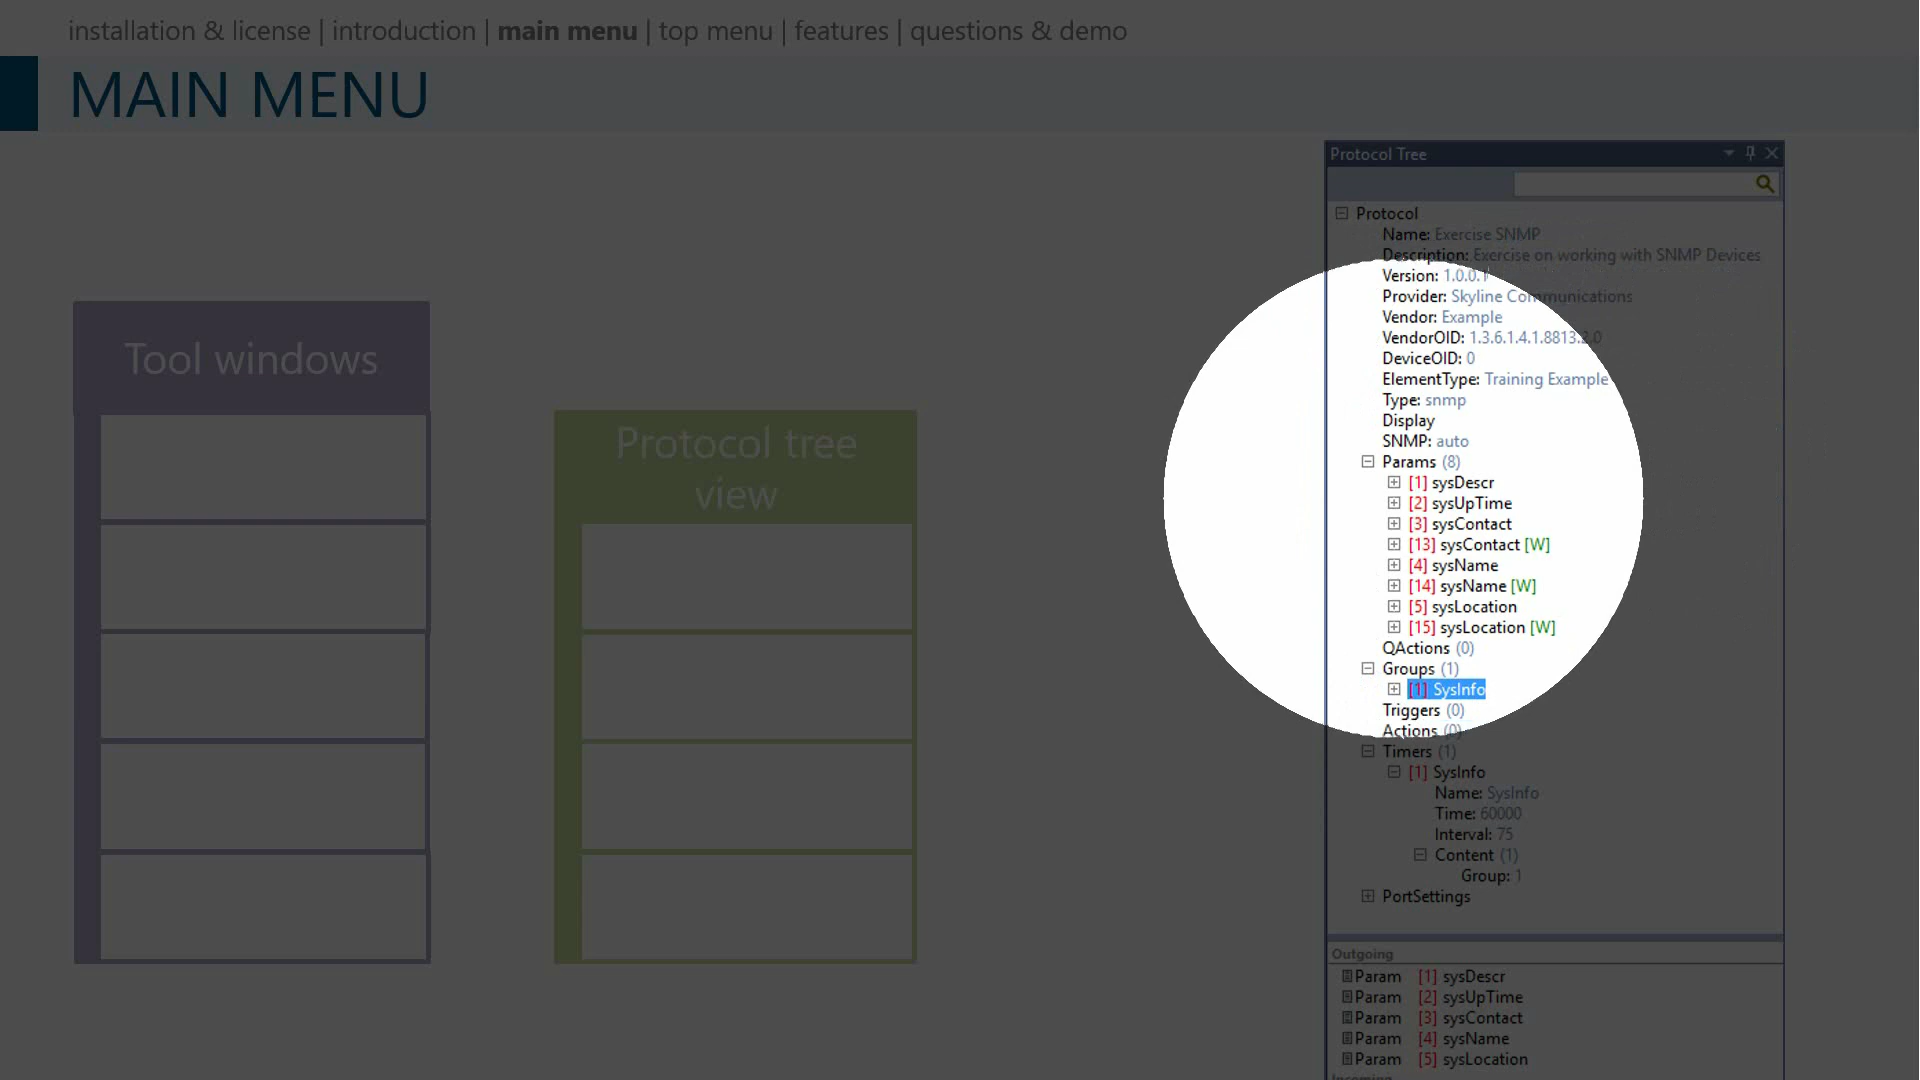 installation & license | introduction | main menu | top menu | features | questions & demo
MAIN MENU
Tool windows
Protocol tree
view
Protocol Tree
Protocol
Name: Exercise SNMP
Description: Exercise on working with SNMP Devices
Version: 1.0.0.1
Provider: Skyline Communications
Vendor: Example
VendorOID: 1.3.6.1.4.1.8813.2.0
DeviceOID: 0
ElementType: Training Example
Type: snmp
Display
SNMP: auto
Params (8)
[1] sysDescr
[2] sysUpTime
[3] sysContact
[13] sysContact [W]
[4] sysName
[14] sysName [W]
[5] sysLocation
[15] sysLocation [W]
QActions (0)
Groups (1)
[1] SysInfo
Triggers (0)
Actions (0)
Timers (1)
[1] SysInfo
Name: SysInfo
Time: 60000
Interval: 75
Content (1)
Group: 1
PortSettings
Outgoing
Param [1] sysDescr
Param [2] sysUpTime
Param [3] sysContact
Param [4] sysName
Param [5] sysLocation
Incoming